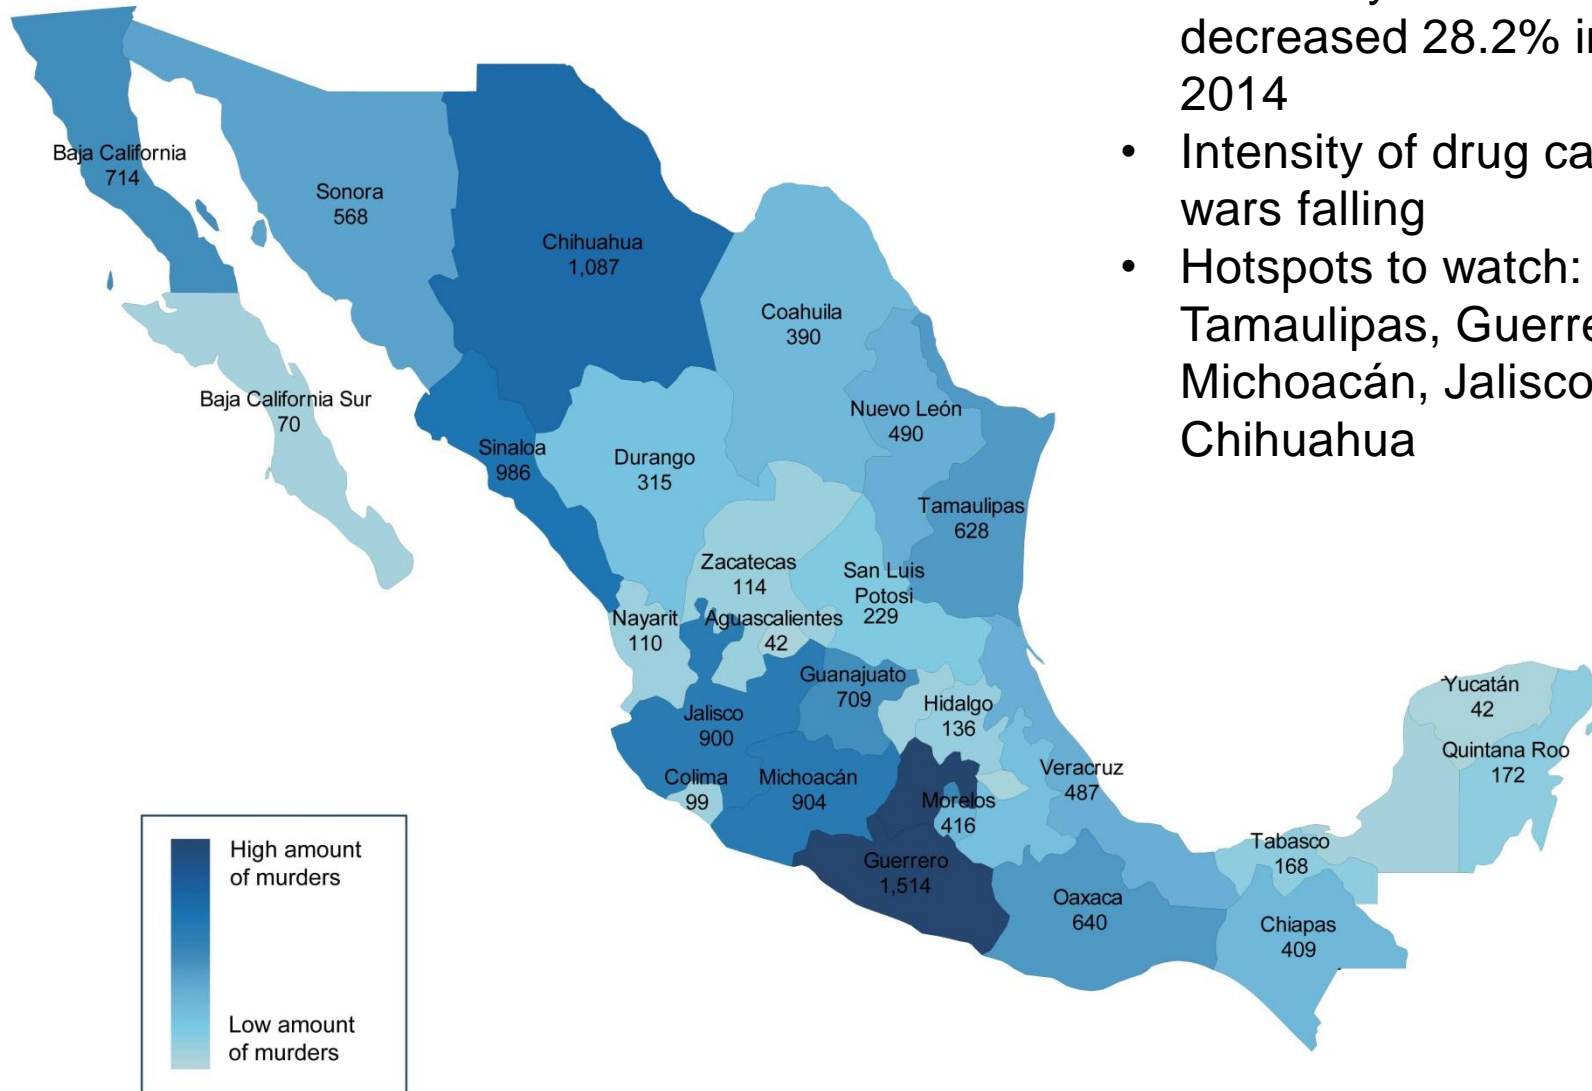 decreased 28.2% in
2014
• Intensity of drug ca
wars falling
• Hotspots to watch:
Tamaulipas, Guerre
Michoacán, Jalisco
Chihuahua
Baja California
714
Sonora
568
Chihuahua
1,087
Coahuila
390
Baja California Sur
70
Nuevo León
490
Sinaloa
986
Durango
315
Tamaulipas
628
Zacatecas
114
San Luis
Potosi
229
Nayarit
110
Aguascalientes
42
Guanajuato
709
Hidalgo
136
Yucatán
42
Jalisco
900
Quintana Roo
172
Colima
99
Michoacán
904
Morelos
416
Veracruz
487
Tabasco
168
Guerrero
1,514
Oaxaca
640
Chiapas
409
High amount
of murders
Low amount
of murders